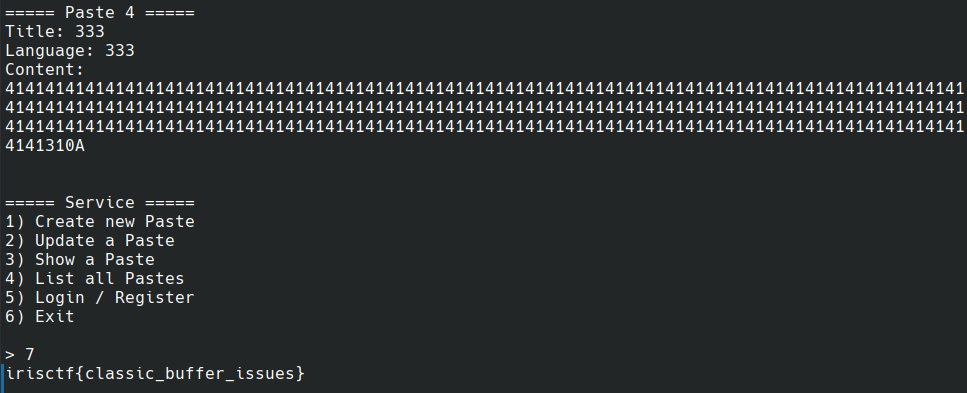 ===== Paste 4 =====
Title: 333
Language: 333
Content:
414141414141414141414141414141414141414141414141414141414141414141414141414141414141414141414141
414141414141414141414141414141414141414141414141414141414141414141414141414141414141414141414141
414141414141414141414141414141414141414141414141414141414141414141414141414141414141414141414141
4141310A
===== Service =====
1) Create new Paste
2) Update a Paste
3) Show a Paste
4) List all Pastes
5) Login / Register
6) Exit
> 7
irisctf{classic_buffer_issues}